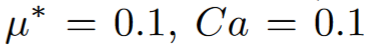 μ* = 0.1, Ca = 0.1